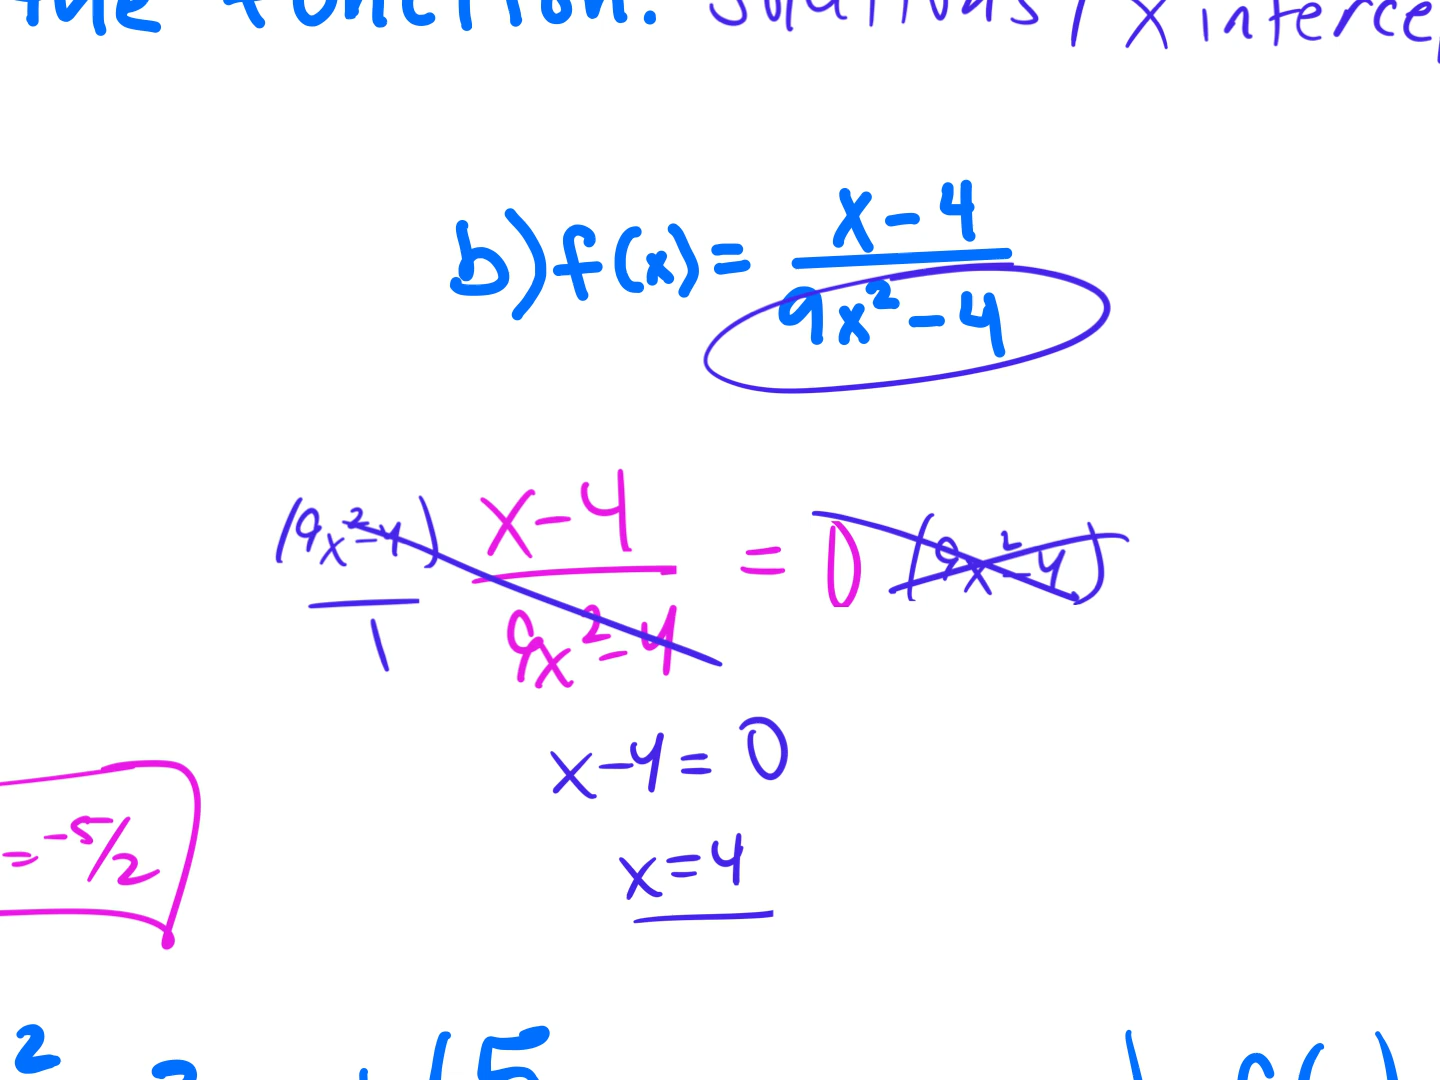 the function. solutions / x interce
b) f(x) = x - 4 / 9x² - 4
(9x² - 4) / 1 x - 4 / 9x² - 4 = 0 (9x² - 4)
x - 4 = 0
= -5/2
x = 4